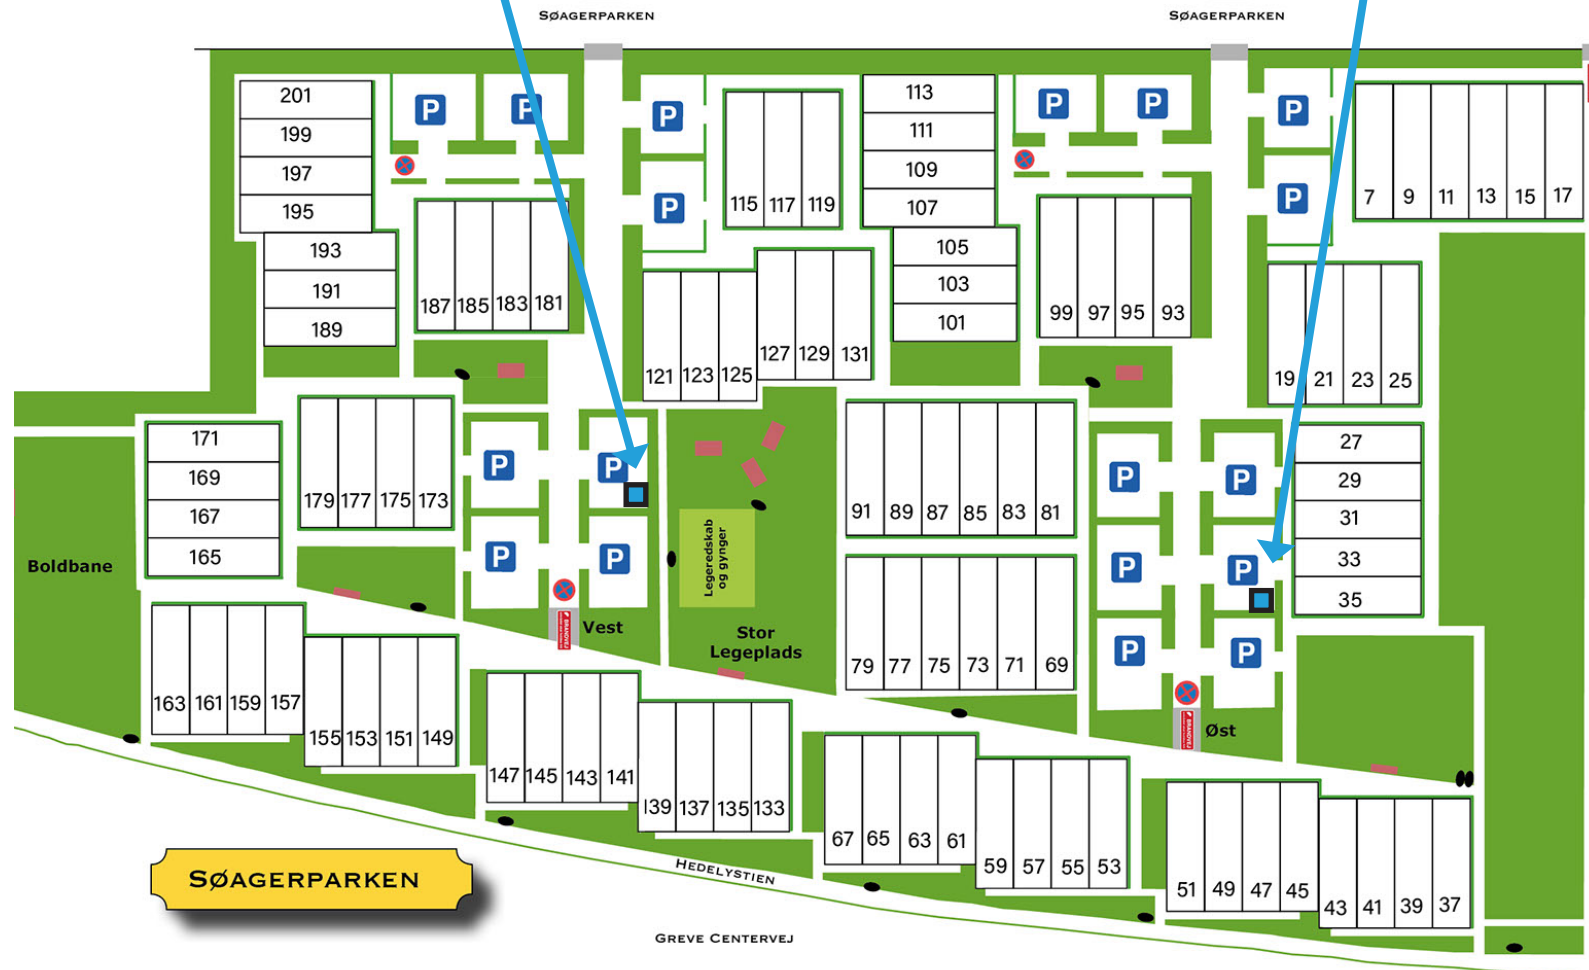 SØAGERPARKEN
SØAGERPARKEN
201
199
197
195
193
191
189
P
P
P
P
187 185 183 181
115 117 119
121 123 125
127 129 131
113
111
109
107
105
103
101
P
P
P
P
99 97 95 93
7 9 11 13 15 17
19 21 23 25
27
29
31
33
35
171
169
167
165
179 177 175 173
P
P
P
P
Boldbane
Vest
Legeredskab
og gynger
Stor
Legeplads
91 89 87 85 83 81
79 77 75 73 71 69
P
P
P
P
P
P
Øst
BRANDVEJ
BRANDVEJ
163 161 159 157
155 153 151 149
147 145 143 141
139 137 135 133
67 65 63 61
59 57 55 53
51 49 47 45
43 41 39 37
HEDELYSTIEN
SØAGERPARKEN
GREVE CENTERVEJ